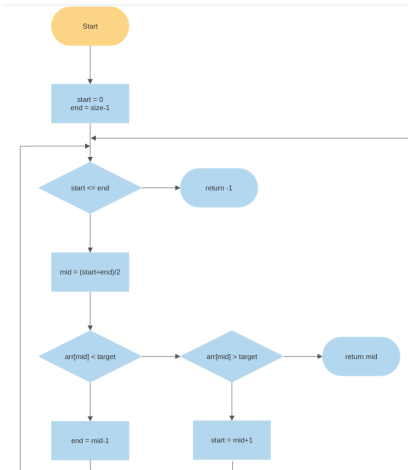 Start
start = 0
end = size-1
start <= end
return -1
mid = (start+end)/2
arr[mid] < target
arr[mid] > target
return mid
end = mid-1
start = mid+1